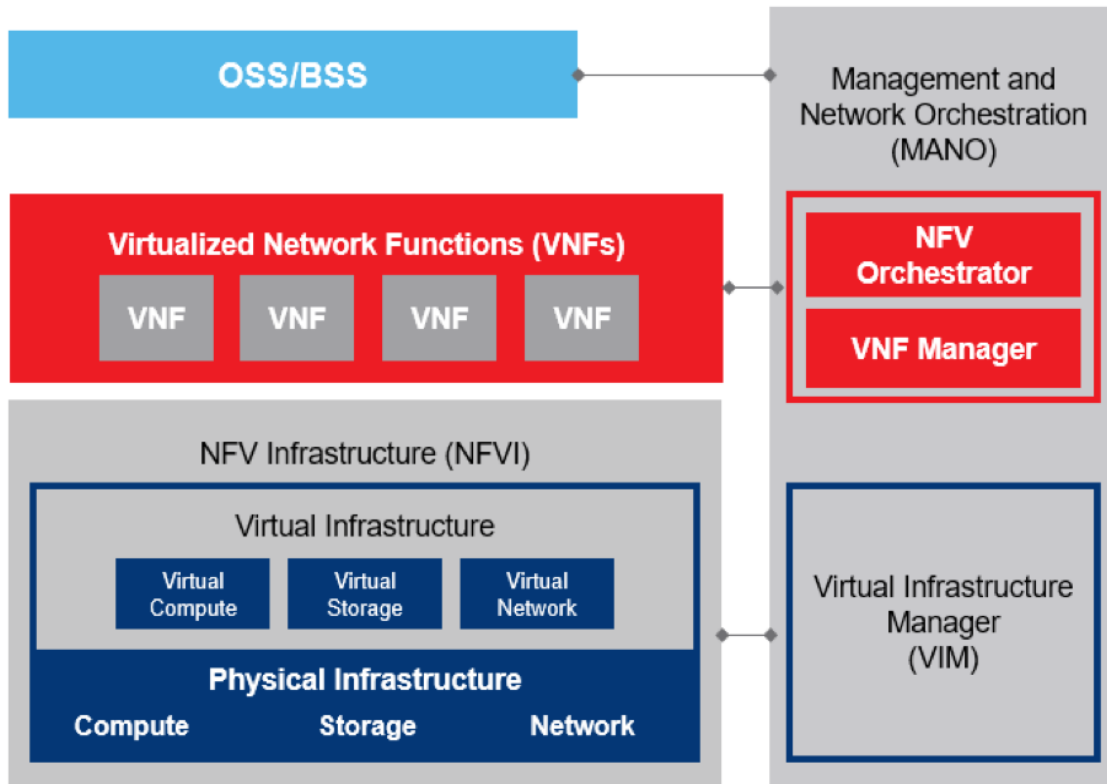 OSS/BSS
Management and
Network Orchestration
(MANO)
Virtualized Network Functions (VNFs)
VNF
VNF
VNF
VNF
NFV
Orchestrator
VNF Manager
NFV Infrastructure (NFVI)
Virtual Infrastructure
Virtual
Compute
Virtual
Storage
Virtual
Network
Physical Infrastructure
Compute
Storage
Network
Virtual Infrastructure
Manager
(VIM)